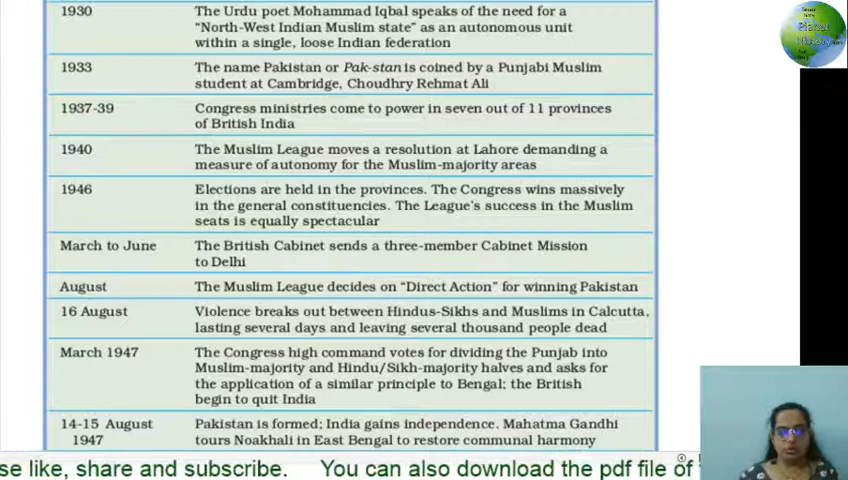 1930 The Urdu poet Mohammad Iqbal speaks of the need for a
"North-West Indian Muslim state" as an autonomous unit
within a single, loose Indian federation
1933 The name Pakistan or Pak-stan is coined by a Punjabi Muslim
student at Cambridge, Choudhry Rehmat Ali
1937-39 Congress ministries come to power in seven out of 11 provinces
of British India
1940 The Muslim League moves a resolution at Lahore demanding a
measure of autonomy for the Muslim-majority areas
1946 Elections are held in the provinces. The Congress wins massively
in the general constituencies. The League's success in the Muslim
seats is equally spectacular
March to June The British Cabinet sends a three-member Cabinet Mission
to Delhi
August The Muslim League decides on "Direct Action" for winning Pakistan
16 August Violence breaks out between Hindus-Sikhs and Muslims in Calcutta,
lasting several days and leaving several thousand people dead
March 1947 The Congress high command votes for dividing the Punjab into
Muslim-majority and Hindu/Sikh-majority halves and asks for
the application of a similar principle to Bengal; the British
begin to quit India
14-15 August Pakistan is formed; India gains independence. Mahatma Gandhi
1947 tours Noakhali in East Bengal to restore communal harmony
se like, share and subscribe. You can also download the pdf file of